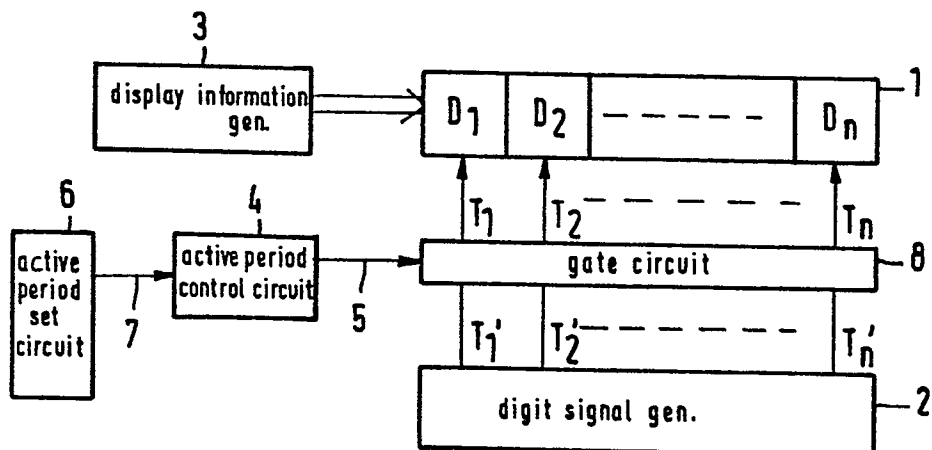 3
display information
gen.
D1 D2 Dn
1
6
4
T1 T2 Tn
active
period
set
circuit
7
active period
control circuit
5
gate circuit
8
T1' T2' Tn'
digit signal gen.
2